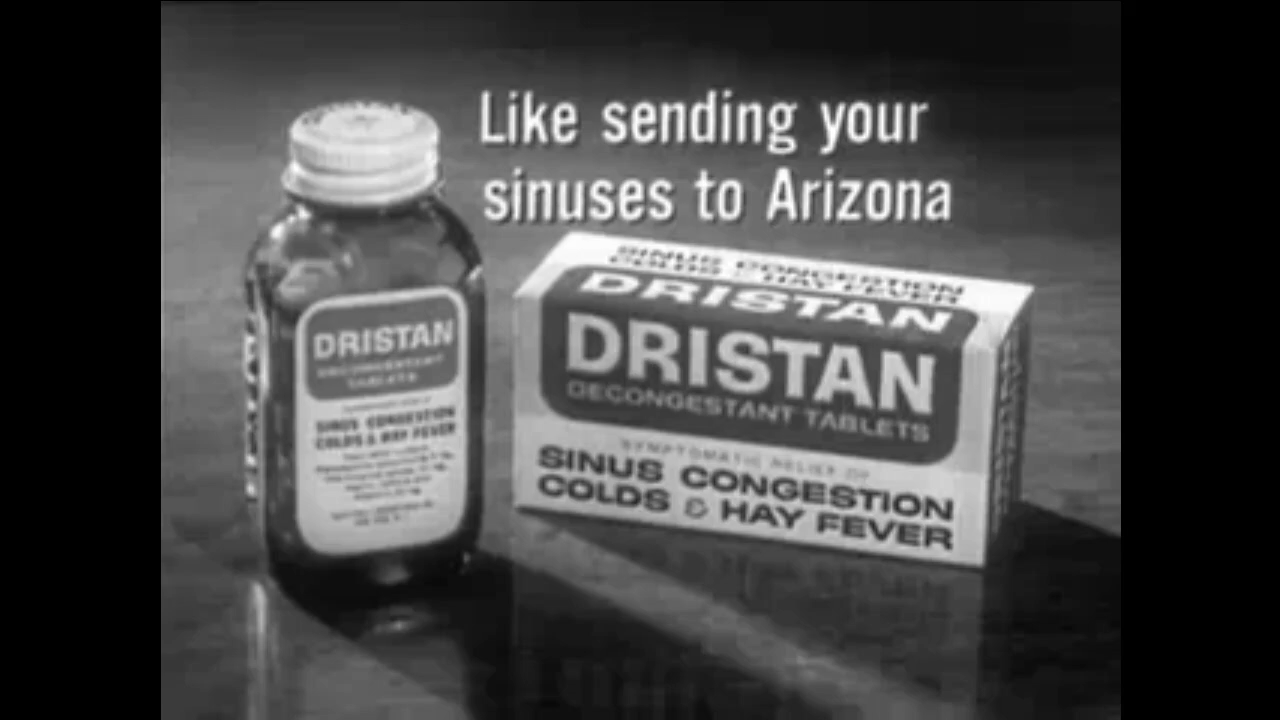 Like sending your
sinuses to Arizona
SINUS CONGESTION
COLDS & HAY FEVER
DRISTAN
DRISTAN
DECONGESTANT TABLETS
SYMPTOMATIC RELIEF OF
SINUS CONGESTION
COLDS & HAY FEVER
DRISTAN
DECONGESTANT
TABLETS
SINUS CONGESTION
COLDS & HAY FEVER